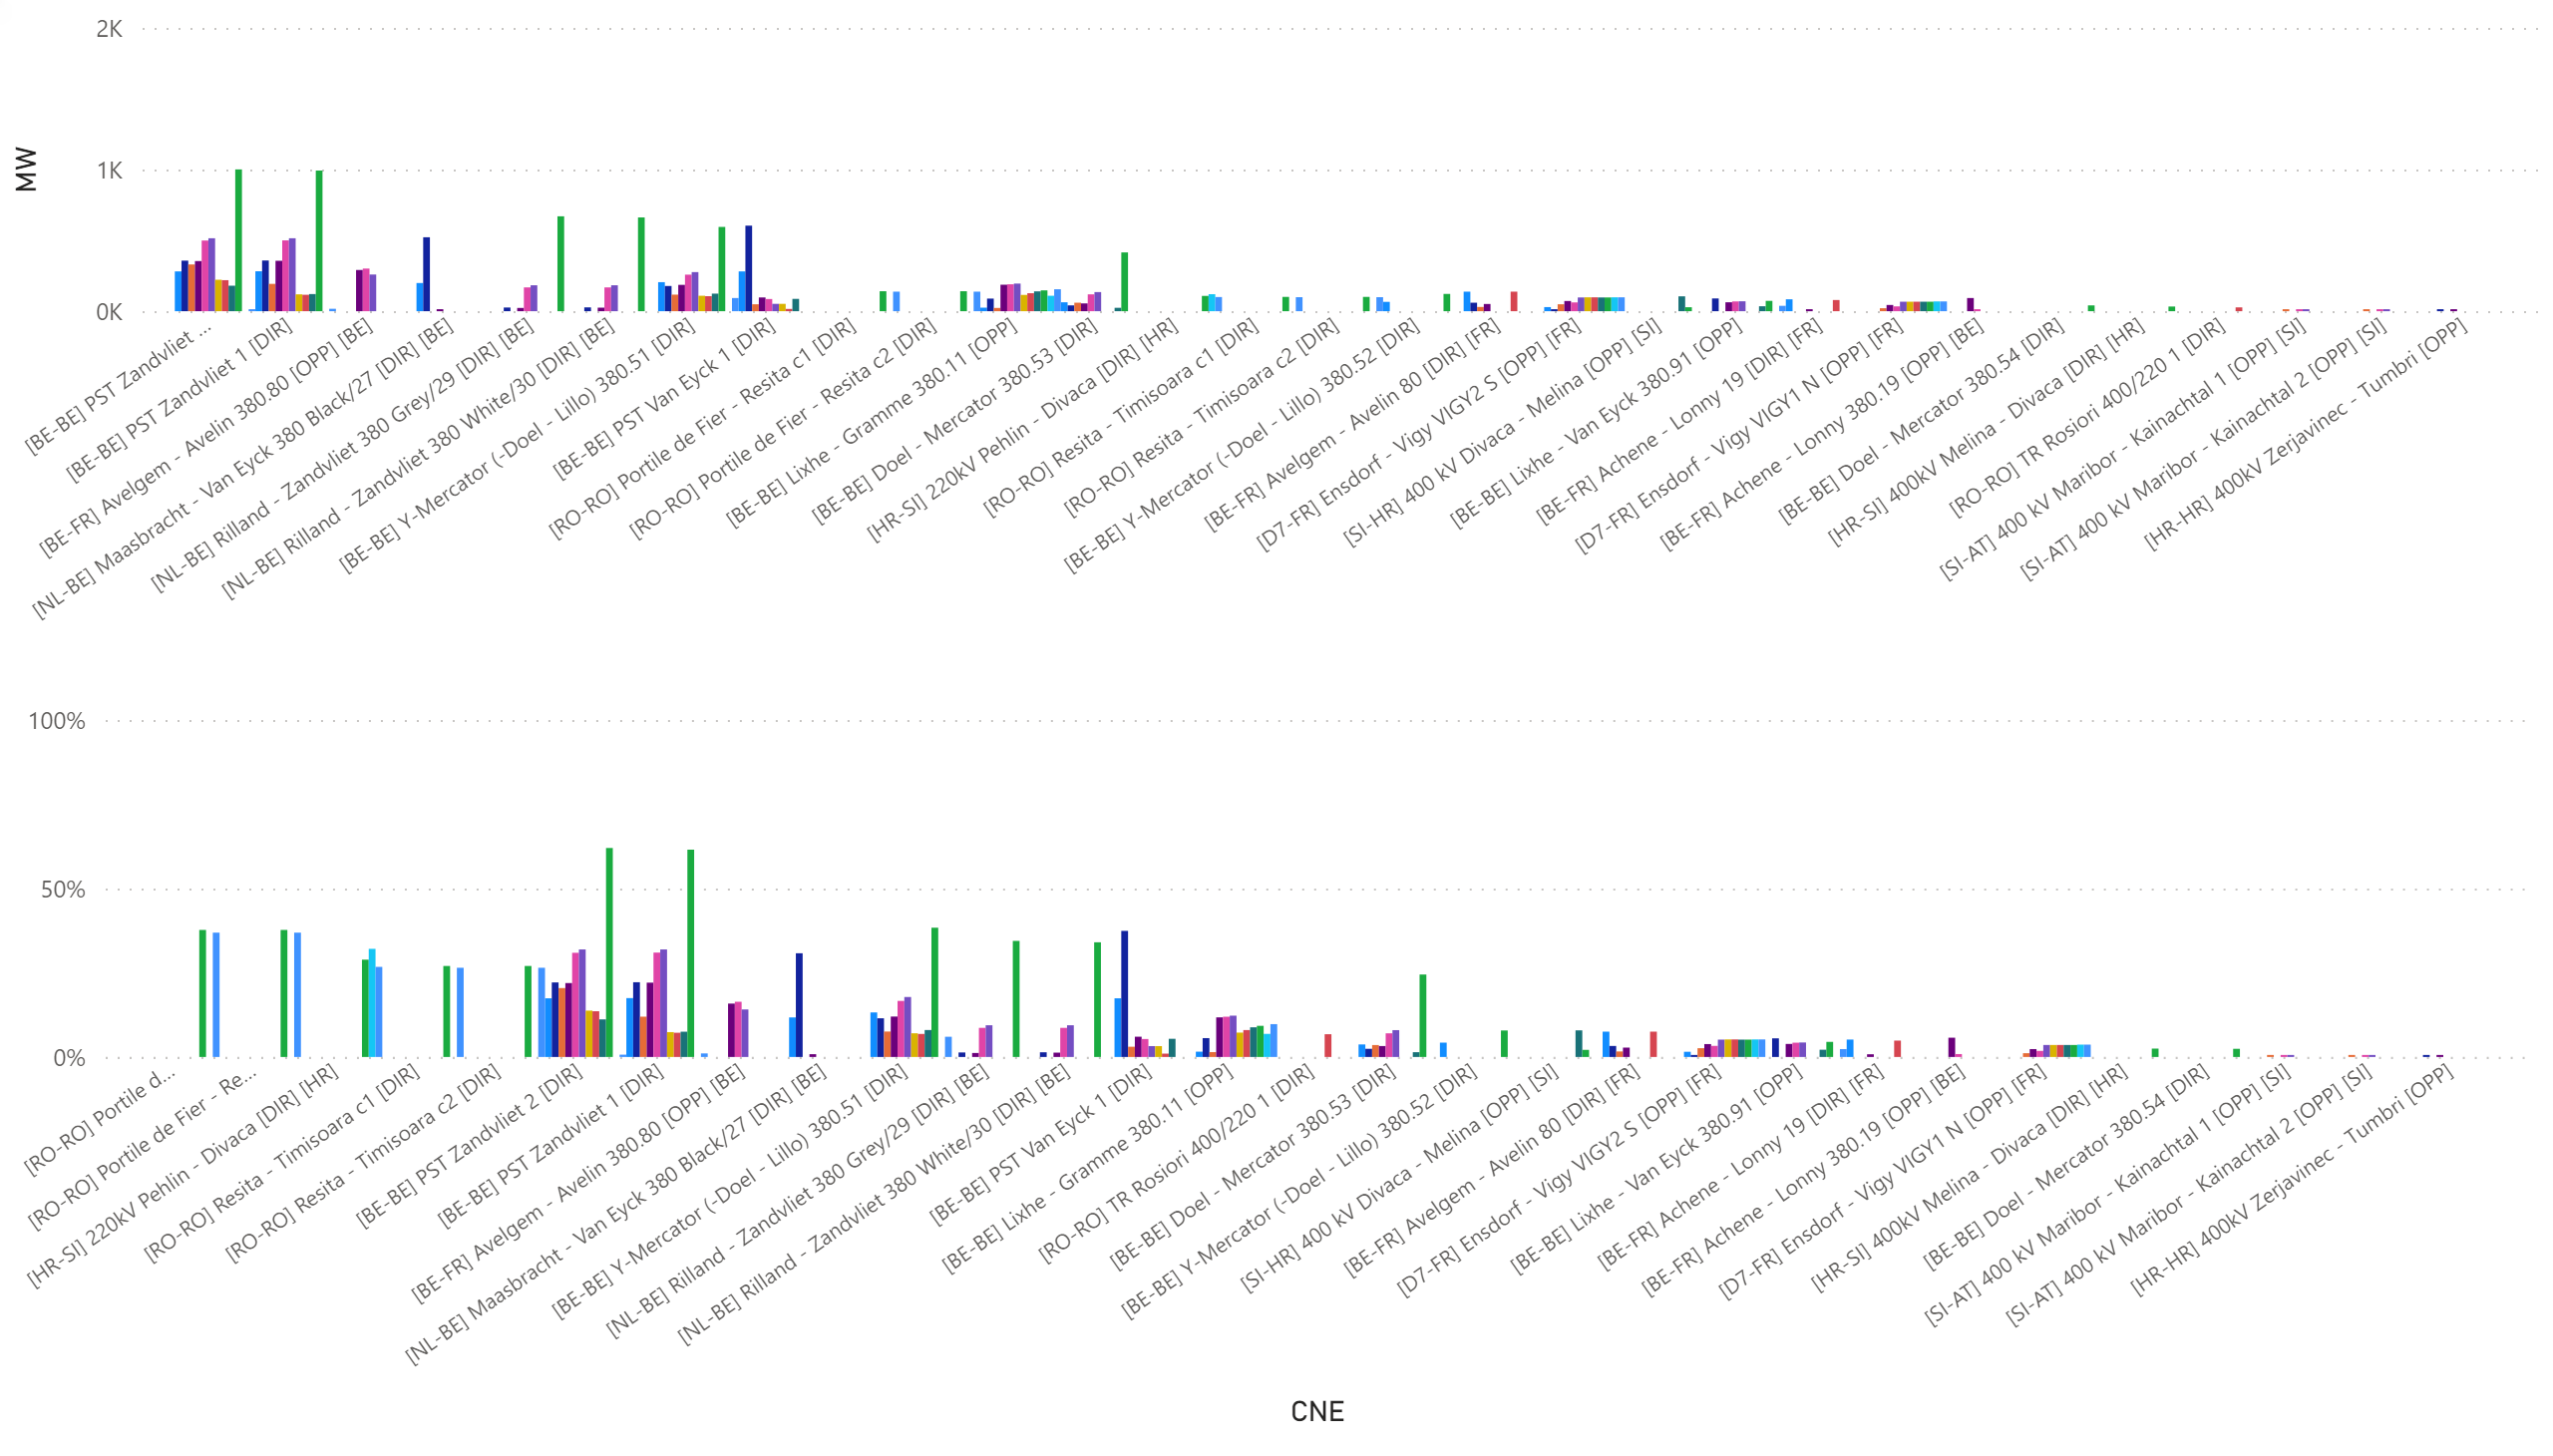 2K
MW
1K
0K
[BE-BE] PST Zandvliet ...
[BE-BE] PST Zandvliet 1 [DIR]
[BE-FR] Avelgem - Avelin 380.80 [OPP] [BE]
[NL-BE] Maasbracht - Van Eyck 380 Black/27 [DIR] [BE]
[NL-BE] Rilland - Zandvliet 380 Grey/29 [DIR] [BE]
[NL-BE] Rilland - Zandvliet 380 White/30 [DIR] [BE]
[BE-BE] Y-Mercator (-Doel - Lillo) 380.51 [DIR]
[BE-BE] PST Van Eyck 1 [DIR]
[RO-RO] Portile de Fier - Resita c1 [DIR]
[RO-RO] Portile de Fier - Resita c2 [DIR]
[BE-BE] Lixhe - Gramme 380.11 [OPP]
[BE-BE] Doel - Mercator 380.53 [DIR]
[HR-SI] 220kV Pehlin - Divaca [DIR] [HR]
[RO-RO] Resita - Timisoara c1 [DIR]
[RO-RO] Resita - Timisoara c2 [DIR]
[BE-BE] Y-Mercator (-Doel - Lillo) 380.52 [DIR]
[BE-FR] Avelgem - Avelin 80 [DIR] [FR]
[D7-FR] Ensdorf - Vigy VIGY2 S [OPP] [FR]
[SI-HR] 400 kV Divaca - Melina [OPP] [SI]
[BE-BE] Lixhe - Van Eyck 380.91 [OPP]
[BE-FR] Achene - Lonny 19 [DIR] [FR]
[D7-FR] Ensdorf - Vigy VIGY1 N [OPP] [FR]
[BE-FR] Achene - Lonny 380.19 [OPP] [BE]
[BE-BE] Doel - Mercator 380.54 [DIR]
[HR-SI] 400kV Melina - Divaca [DIR] [HR]
[RO-RO] TR Rosiori 400/220 1 [DIR]
[SI-AT] 400 kV Maribor - Kainachtal 1 [OPP] [SI]
[SI-AT] 400 kV Maribor - Kainachtal 2 [OPP] [SI]
[HR-HR] 400kV Zerjavinec - Tumbri [OPP]
100%
50%
0%
[RO-RO] Portile d...
[RO-RO] Portile de Fier - Re...
[HR-SI] 220kV Pehlin - Divaca [DIR] [HR]
[RO-RO] Resita - Timisoara c1 [DIR]
[RO-RO] Resita - Timisoara c2 [DIR]
[BE-BE] PST Zandvliet 2 [DIR]
[BE-BE] PST Zandvliet 1 [DIR]
[BE-FR] Avelgem - Avelin 380.80 [OPP] [BE]
[NL-BE] Maasbracht - Van Eyck 380 Black/27 [DIR] [BE]
[BE-BE] Y-Mercator (-Doel - Lillo) 380.51 [DIR]
[NL-BE] Rilland - Zandvliet 380 Grey/29 [DIR] [BE]
[NL-BE] Rilland - Zandvliet 380 White/30 [DIR] [BE]
[BE-BE] PST Van Eyck 1 [DIR]
[BE-BE] Lixhe - Gramme 380.11 [OPP]
[RO-RO] TR Rosiori 400/220 1 [DIR]
[BE-BE] Doel - Mercator 380.53 [DIR]
[BE-BE] Y-Mercator (-Doel - Lillo) 380.52 [DIR]
[SI-HR] 400 kV Divaca - Melina [OPP] [SI]
[BE-FR] Avelgem - Avelin 80 [DIR] [FR]
[D7-FR] Ensdorf - Vigy VIGY2 S [OPP] [FR]
[BE-BE] Lixhe - Van Eyck 380.91 [OPP]
[BE-FR] Achene - Lonny 19 [DIR] [FR]
[BE-FR] Achene - Lonny 380.19 [OPP] [BE]
[D7-FR] Ensdorf - Vigy VIGY1 N [OPP] [FR]
[HR-SI] 400kV Melina - Divaca [DIR] [HR]
[BE-BE] Doel - Mercator 380.54 [DIR]
[SI-AT] 400 kV Maribor - Kainachtal 1 [OPP] [SI]
[SI-AT] 400 kV Maribor - Kainachtal 2 [OPP] [SI]
[HR-HR] 400kV Zerjavinec - Tumbri [OPP]
CNE